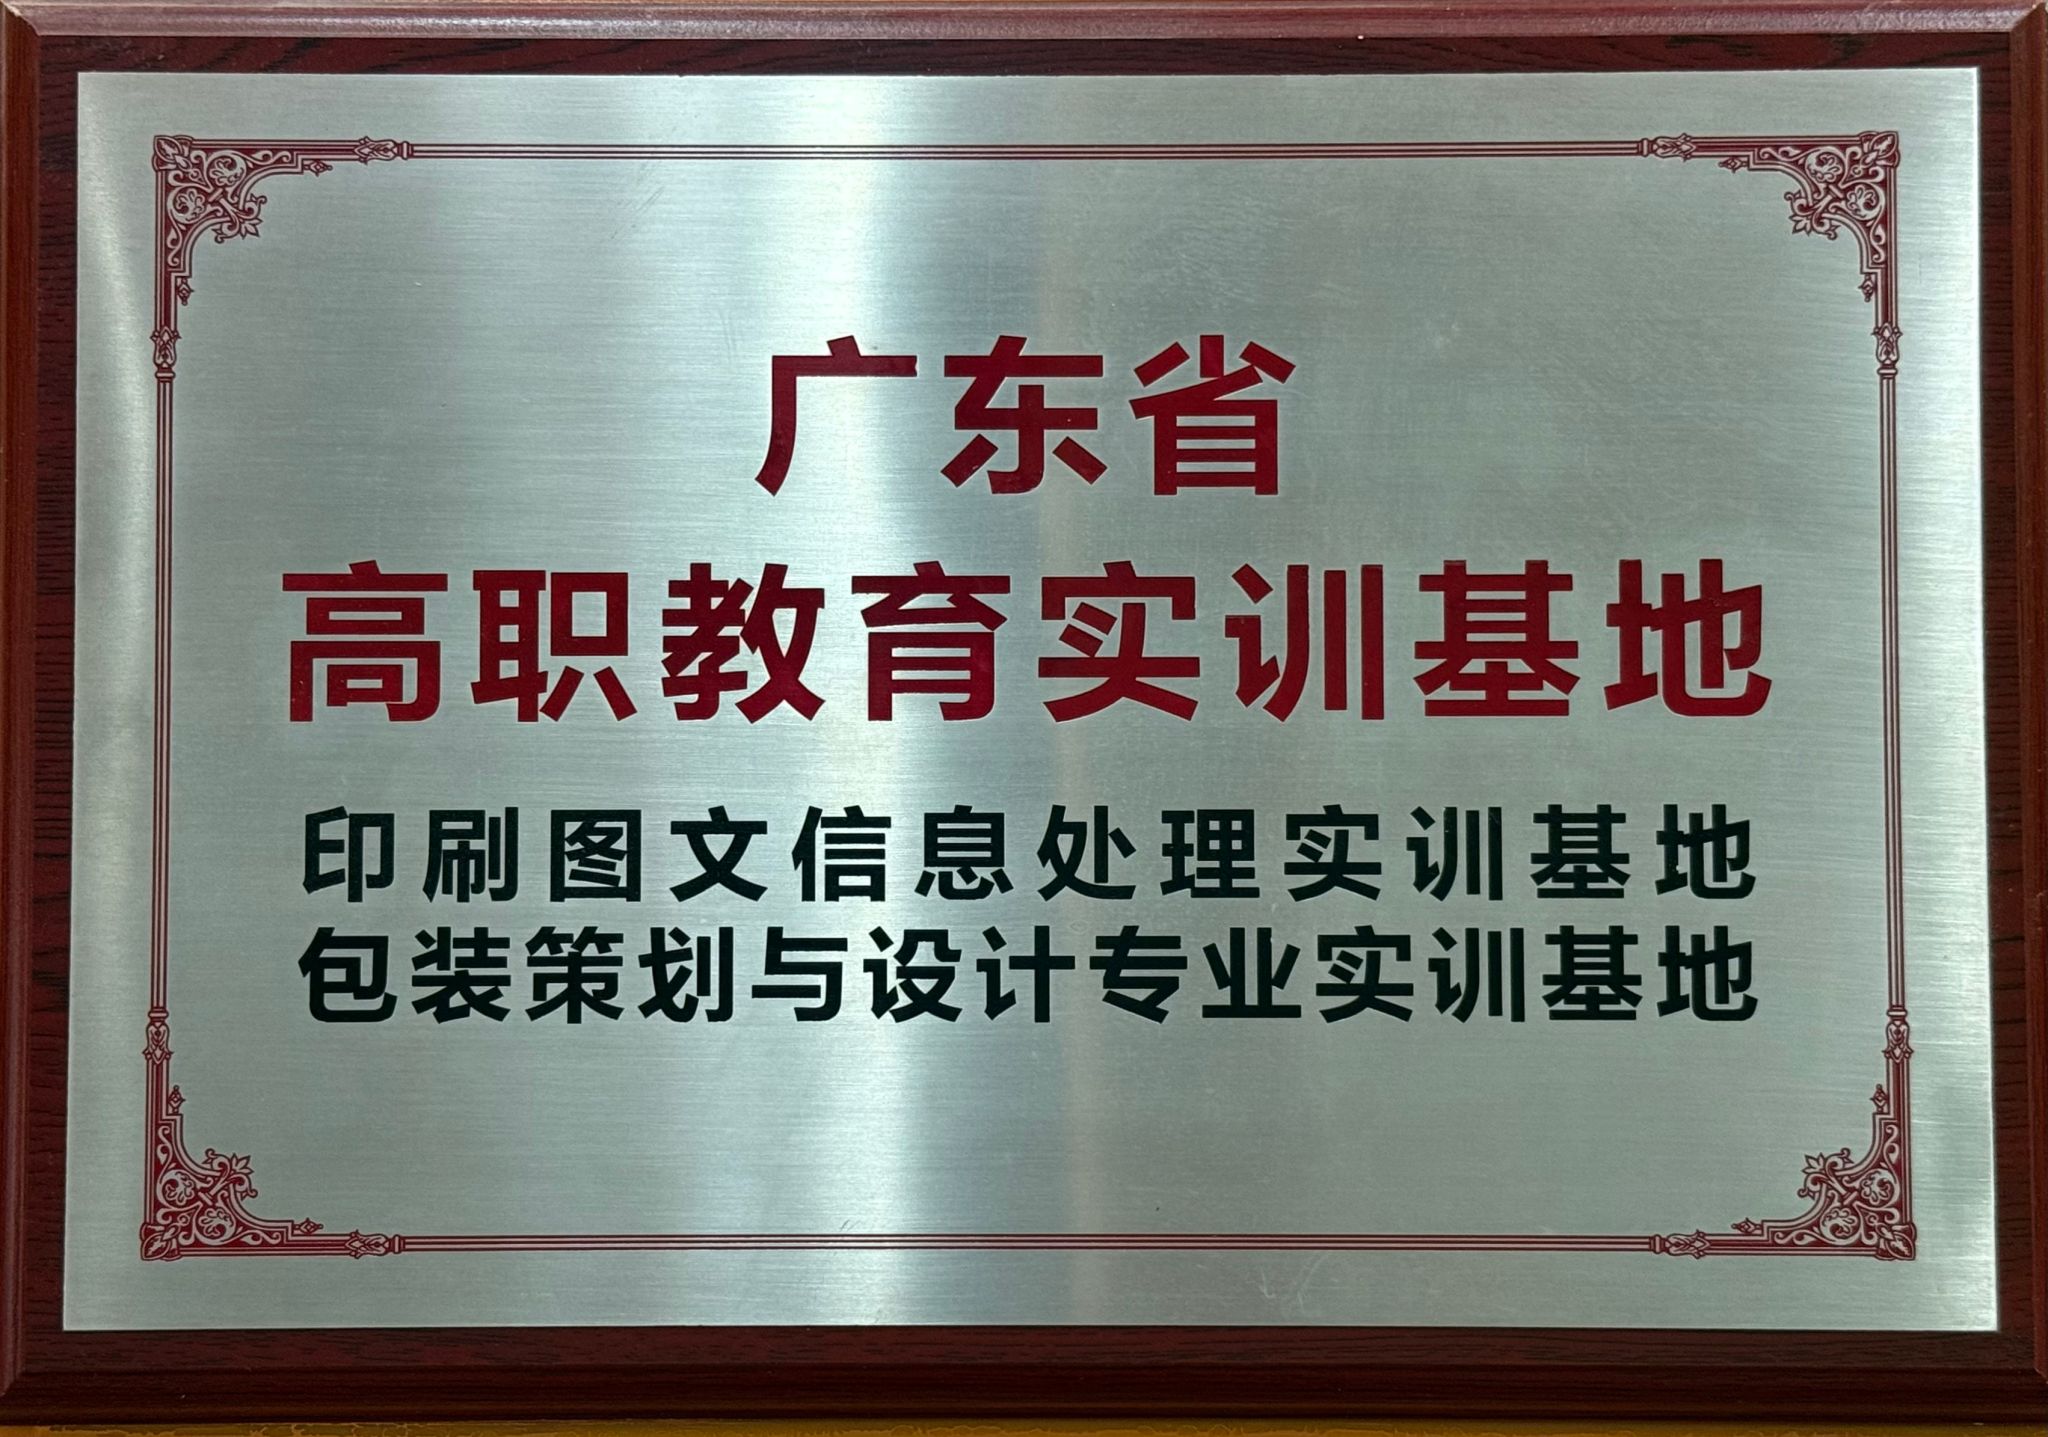 广东省
高职教育实训基地
印刷图文信息处理实训基地
包装策划与设计专业实训基地